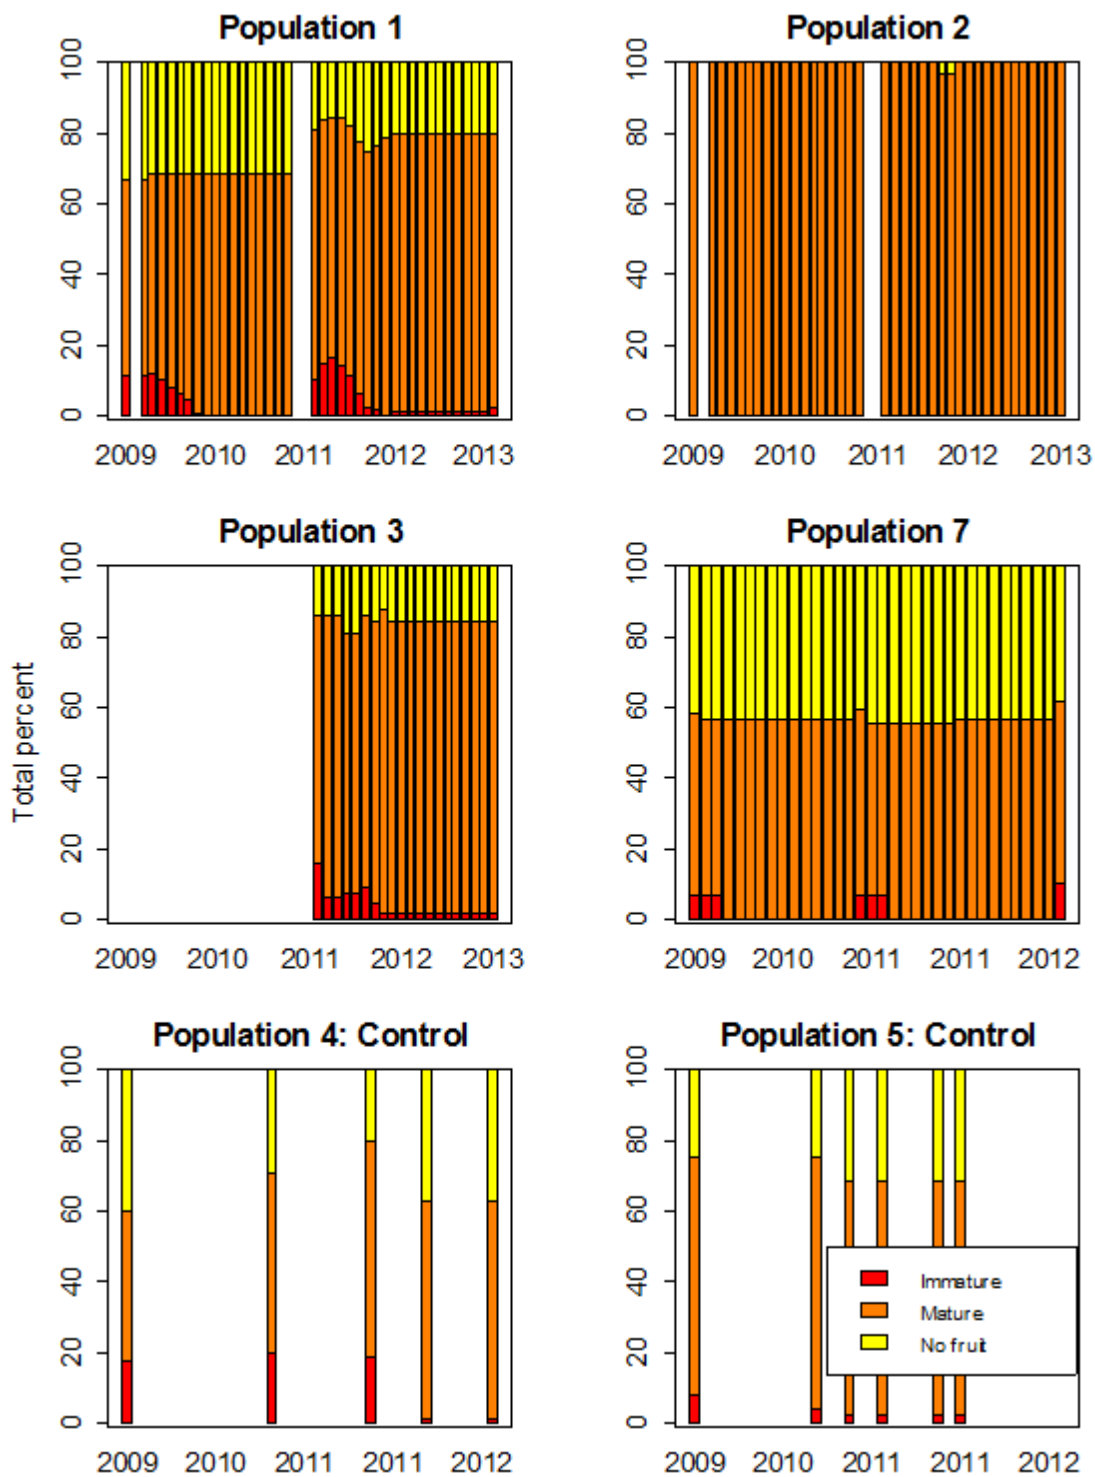 Population 1
Population 2
100
80
60
40
20
0
2009 2010 2011 2012 2013
100
80
60
40
20
0
2009 2010 2011 2012 2013
Population 3
Population 7
Total percent
100
80
60
40
20
0
2009 2010 2011 2012 2013
100
80
60
40
20
0
2009 2010 2011 2011 2012
Population 4: Control
Population 5: Control
100
80
60
40
20
0
2009 2010 2011 2011 2012
100
80
60
40
20
0
Immature
Mature
No fruit
2009 2010 2011 2011 2012